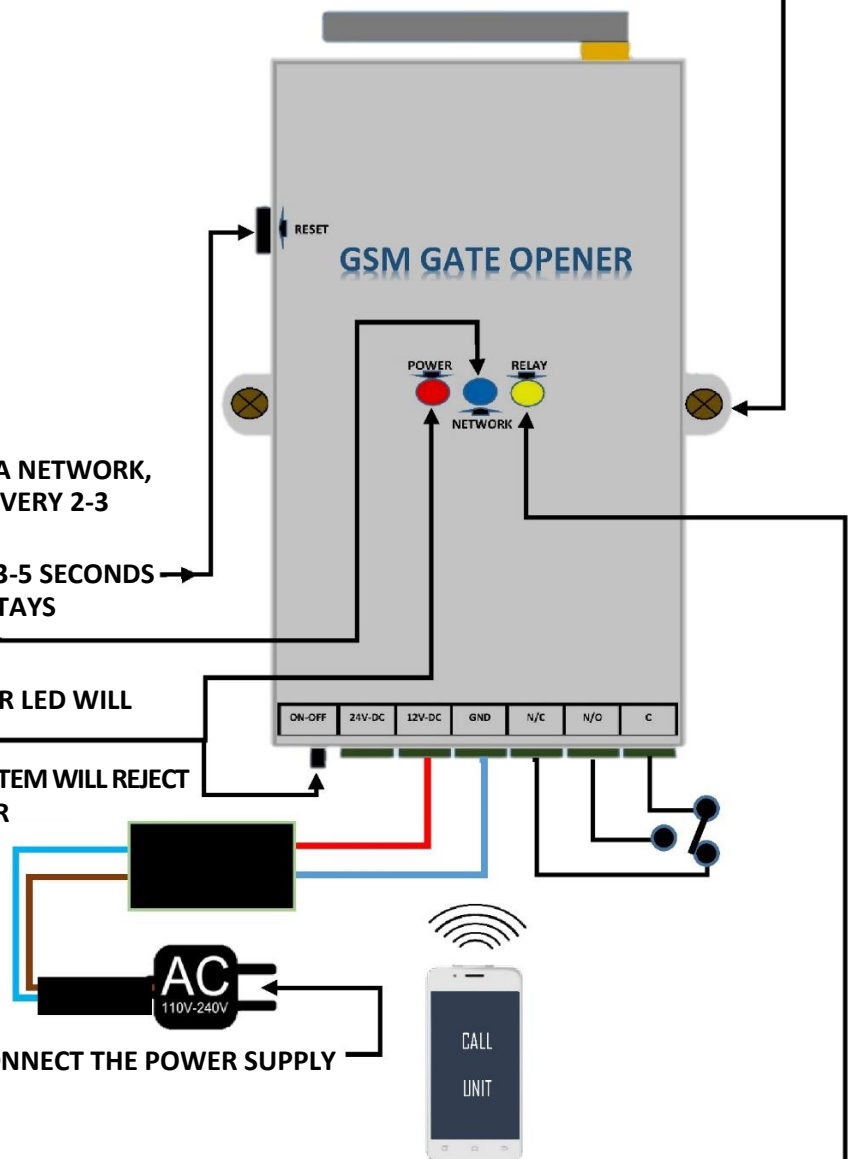 RESET
GSM GATE OPENER
POWER
RELAY
NETWORK
A NETWORK,
VERY 2-3
3-5 SECONDS
TAYS
R LED WILL
ON-OFF 24V-DC 12V-DC GND N/C N/O C
TEM WILL REJECT
R
AC
110V-240V
CALL
UNIT
ONNECT THE POWER SUPPLY